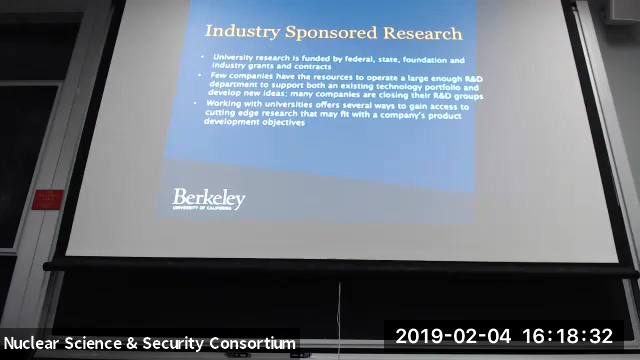 Industry Sponsored Research
• University research is funded by federal, state, foundation and
industry grants and contracts
• Few companies have the resources to operate a large enough R&D
department to support both an existing technology portfolio and
develop new ideas; many companies are closing their R&D groups
• Working with universities offers several ways to gain access to
cutting edge research that may fit with a company's product
development objectives
Berkeley
UNIVERSITY OF CALIFORNIA
Nuclear Science & Security Consortium
2019-02-04 16:18:32